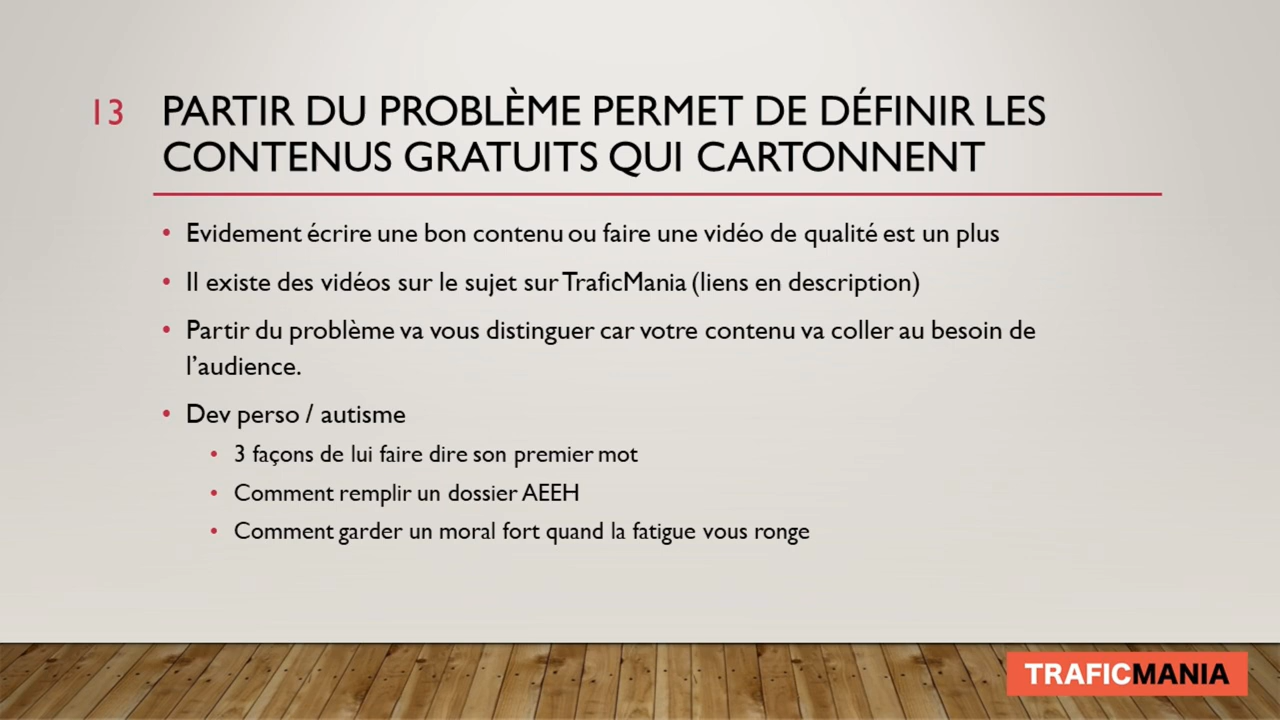 13
PARTIR DU PROBLÈME PERMET DE DÉFINIR LES
CONTENUS GRATUITS QUI CARTONNENT
• Evidement écrire une bon contenu ou faire une vidéo de qualité est un plus
• Il existe des vidéos sur le sujet sur TraficMania (liens en description)
• Partir du problème va vous distinguer car votre contenu va coller au besoin de
l’audience.
• Dev perso / autisme
• 3 façons de lui faire dire son premier mot
• Comment remplir un dossier AEEH
• Comment garder un moral fort quand la fatigue vous ronge
TRAFICMANIA